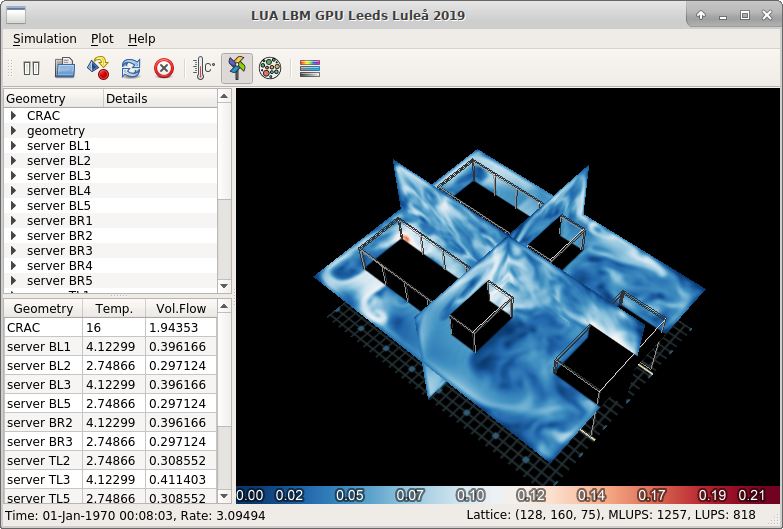 LUA LBM GPU Leeds Luleå 2019
Simulation Plot Help
C°
Geometry Details
CRAC
geometry
server BL1
server BL2
server BL3
server BL4
server BL5
server BR1
server BR2
server BR3
server BR4
server BR5
Geometry Temp. Vol.Flow
CRAC 16 1.94353
server BL1 4.12299 0.396166
server BL2 2.74866 0.297124
server BL3 4.12299 0.396166
server BL5 2.74866 0.297124
server BR2 4.12299 0.396166
server BR3 2.74866 0.297124
server TL2 2.74866 0.308552
server TL3 4.12299 0.411403
server TL5 2.74866 0.308552
0.00 0.02 0.05 0.07 0.10 0.12 0.14 0.17 0.19 0.21
Time: 01-Jan-1970 00:08:03, Rate: 3.09494 Lattice: (128, 160, 75), MLUPS: 1257, LUPS: 818